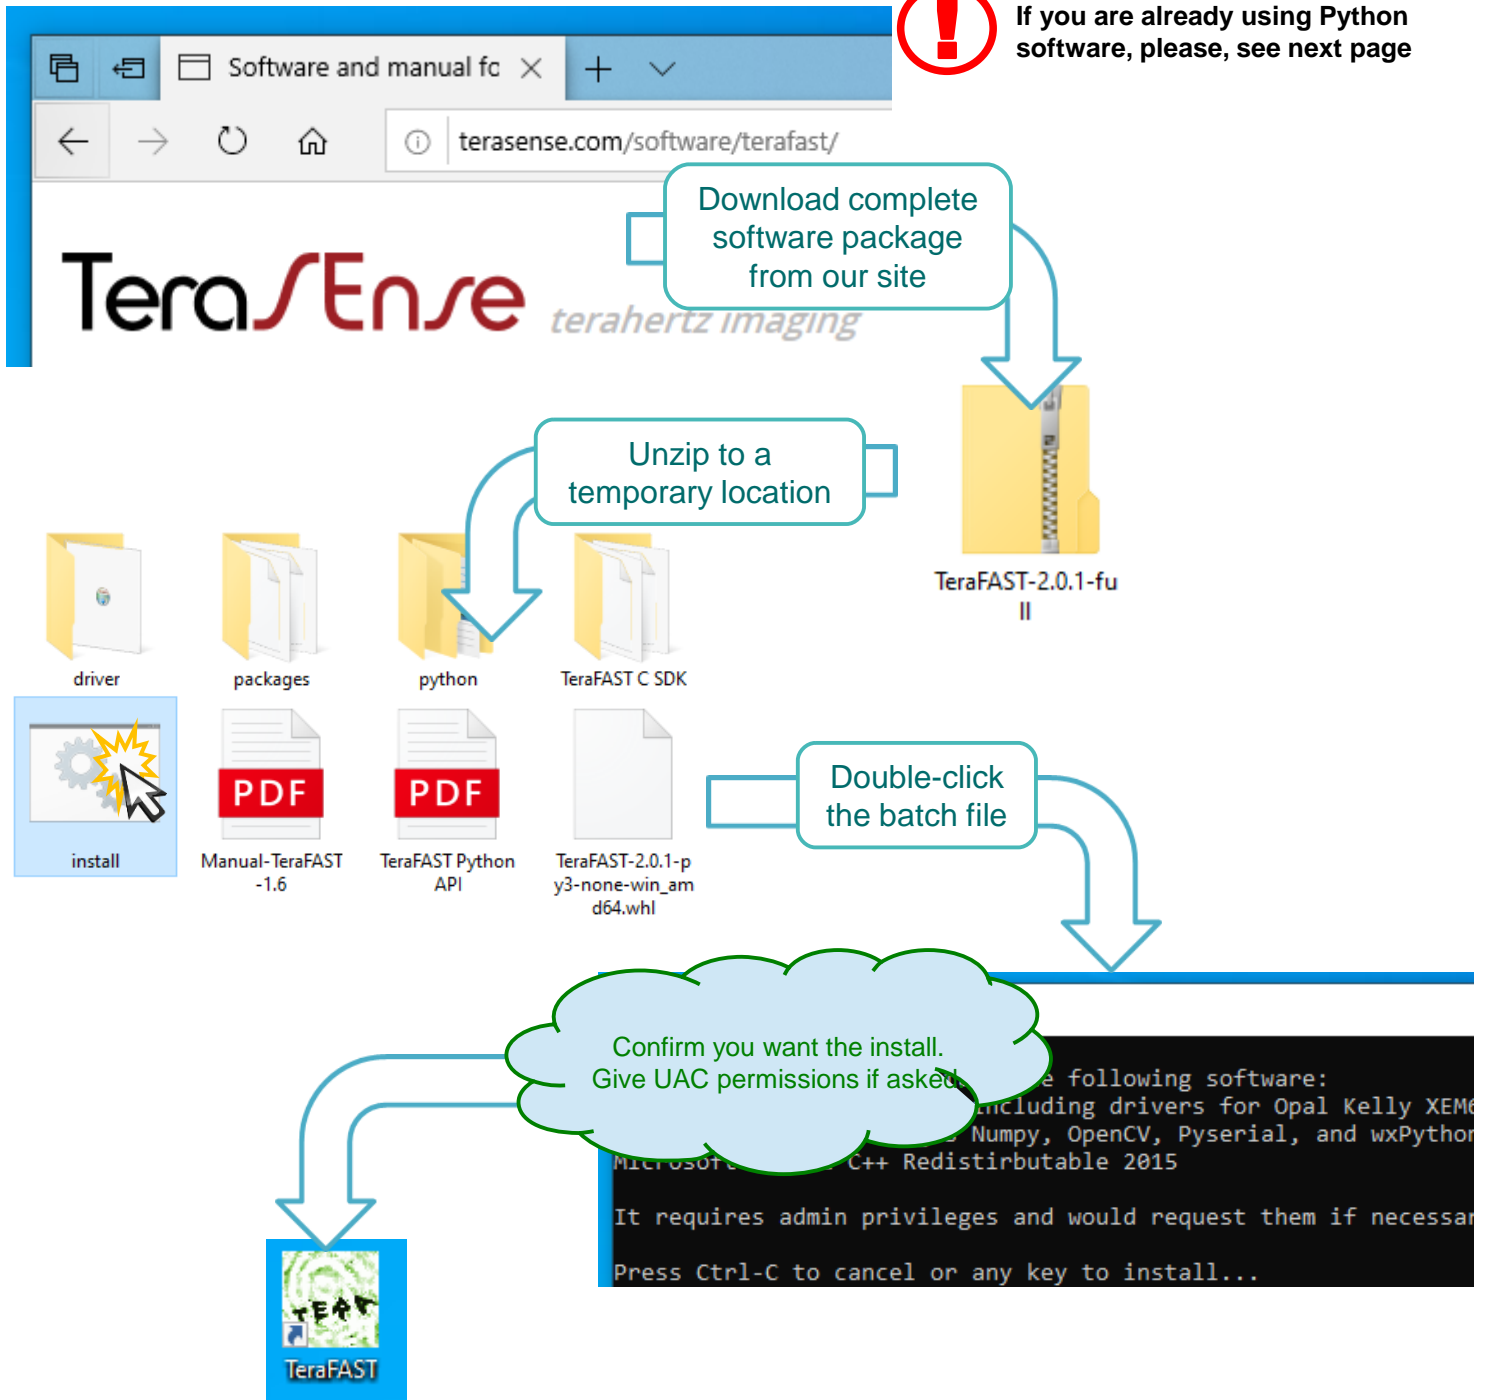 If you are already using Python
software, please, see next page
Software and manual fo
terasense.com/software/terafast/
TeraSense terahertz imaging
Download complete
software package
from our site
Unzip to a
temporary location
TeraFAST-2.0.1-fu
ll
driver
packages
python
TeraFAST C SDK
PDF
PDF
install
Manual-TeraFAST
-1.6
TeraFAST Python
API
TeraFAST-2.0.1-p
y3-none-win_am
d64.whl
Double-click
the batch file
Confirm you want the install.
Give UAC permissions if asked.
following software:
including drivers for Opal Kelly XEM6
Numpy, OpenCV, Pyserial, and wxPython
Microsoft C++ Redistirbutable 2015
It requires admin privileges and would request them if necessar
Press Ctrl-C to cancel or any key to install...
TERA
TeraFAST